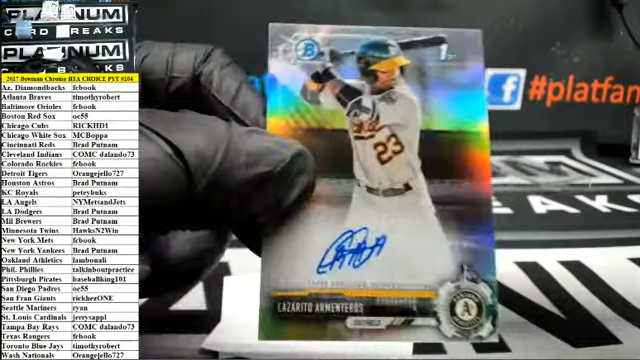 PLATINUM
CARD BREAKS
PLATINUM
BREAKS
2017 Bowman Chrome HTA CHOICE PYT #104
Az. Diamondbacks fcbook
Atlanta Braves timothyrobert
Baltimore Orioles fcbook
Boston Red Sox oc55
Chicago Cubs RICKHD1
Chicago White Sox MCBoppa
Cincinnati Reds Brad Putnam
Cleveland Indians COMC dalando73
Colorado Rockies fcbook
Detroit Tigers Orangejello727
Houston Astros Brad Putnam
KC Royals peteybuks
LA Angels NYMetsandJets
LA Dodgers Brad Putnam
Mil Brewers Brad Putnam
Minnesota Twins HawksN2Win
New York Mets fcbook
New York Yankees Brad Putnam
Oakland Athletics lambonali
Phil. Phillies talkinboutpractice
Pittsburgh Pirates baseballking101
San Diego Padres oc55
San Fran Giants rickhezONE
Seattle Mariners ryan
St. Louis Cardinals jerrysappl
Tampa Bay Rays COMC dalando73
Texas Rangers fcbook
Toronto Blue Jays timothyrobert
Wash Nationals Orangejello727
B
1st
23
LAZARITO ARMENTEROS
f
#platfan
REAKS